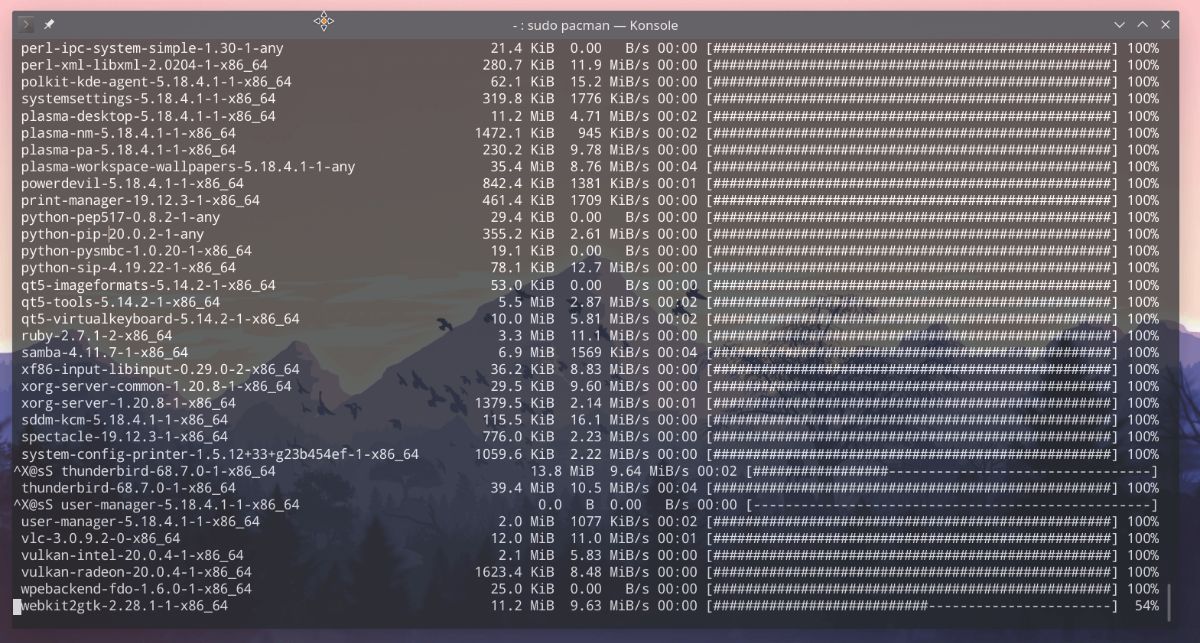 - : sudo pacman — Konsole
perl-ipc-system-simple-1.30-1-any 21.4 KiB 0.00 B/s 00:00 [###############################################] 100%
perl-xml-libxml-2.0204-1-x86_64 280.7 KiB 11.9 MiB/s 00:00 [###############################################] 100%
polkit-kde-agent-5.18.4.1-1-x86_64 62.1 KiB 15.2 MiB/s 00:00 [###############################################] 100%
systemsettings-5.18.4.1-1-x86_64 319.8 KiB 1776 KiB/s 00:00 [###############################################] 100%
plasma-desktop-5.18.4.1-1-x86_64 11.2 MiB 4.71 MiB/s 00:02 [###############################################] 100%
plasma-nm-5.18.4.1-1-x86_64 1472.1 KiB 945 KiB/s 00:02 [###############################################] 100%
plasma-pa-5.18.4.1-1-x86_64 230.2 KiB 9.78 MiB/s 00:00 [###############################################] 100%
plasma-workspace-wallpapers-5.18.4.1-1-any 35.4 MiB 8.76 MiB/s 00:04 [###############################################] 100%
powerdevil-5.18.4.1-1-x86_64 842.4 KiB 1381 KiB/s 00:01 [###############################################] 100%
print-manager-19.12.3-1-x86_64 461.4 KiB 1709 KiB/s 00:00 [###############################################] 100%
python-pep517-0.8.2-1-any 29.4 KiB 0.00 B/s 00:00 [###############################################] 100%
python-pip-20.0.2-1-any 355.2 KiB 2.61 MiB/s 00:00 [###############################################] 100%
python-pysmbc-1.0.20-1-x86_64 19.1 KiB 0.00 B/s 00:00 [###############################################] 100%
python-sip-4.19.22-1-x86_64 78.1 KiB 12.7 MiB/s 00:00 [###############################################] 100%
qt5-imageformats-5.14.2-1-x86_64 53.0 KiB 0.00 B/s 00:00 [###############################################] 100%
qt5-tools-5.14.2-1-x86_64 5.5 MiB 2.87 MiB/s 00:02 [###############################################] 100%
qt5-virtualkeyboard-5.14.2-1-x86_64 10.0 MiB 5.81 MiB/s 00:02 [###############################################] 100%
ruby-2.7.1-2-x86_64 3.3 MiB 11.1 MiB/s 00:00 [###############################################] 100%
samba-4.11.7-1-x86_64 6.9 MiB 1569 KiB/s 00:04 [###############################################] 100%
xf86-input-libinput-0.29.0-2-x86_64 36.2 KiB 8.83 MiB/s 00:00 [###############################################] 100%
xorg-server-common-1.20.8-1-x86_64 29.5 KiB 9.60 MiB/s 00:00 [###############################################] 100%
xorg-server-1.20.8-1-x86_64 1379.5 KiB 2.14 MiB/s 00:01 [###############################################] 100%
sddm-kcm-5.18.4.1-1-x86_64 115.5 KiB 16.1 MiB/s 00:00 [###############################################] 100%
spectacle-19.12.3-1-x86_64 776.0 KiB 2.23 MiB/s 00:00 [###############################################] 100%
system-config-printer-1.5.12+33+g23b454ef-1-x86_64 1059.6 KiB 2.22 MiB/s 00:00 [###############################################] 100%
^X@sS thunderbird-68.7.0-1-x86_64 13.8 MiB 9.64 MiB/s 00:02 [################-------------------------------]
thunderbird-68.7.0-1-x86_64 39.4 MiB 10.5 MiB/s 00:04 [###############################################] 100%
^X@sS user-manager-5.18.4.1-1-x86_64 0.0 B 0.00 B/s 00:00 [-----------------------------------------------]
user-manager-5.18.4.1-1-x86_64 2.0 MiB 1077 KiB/s 00:02 [###############################################] 100%
vlc-3.0.9.2-0-x86_64 12.0 MiB 11.0 MiB/s 00:01 [###############################################] 100%
vulkan-intel-20.0.4-1-x86_64 2.1 MiB 5.83 MiB/s 00:00 [###############################################] 100%
vulkan-radeon-20.0.4-1-x86_64 1623.4 KiB 8.48 MiB/s 00:00 [###############################################] 100%
wpebackend-fdo-1.6.0-1-x86_64 25.0 KiB 0.00 B/s 00:00 [###############################################] 100%
webkit2gtk-2.28.1-1-x86_64 11.2 MiB 9.63 MiB/s 00:00 [#########################----------------------] 54%